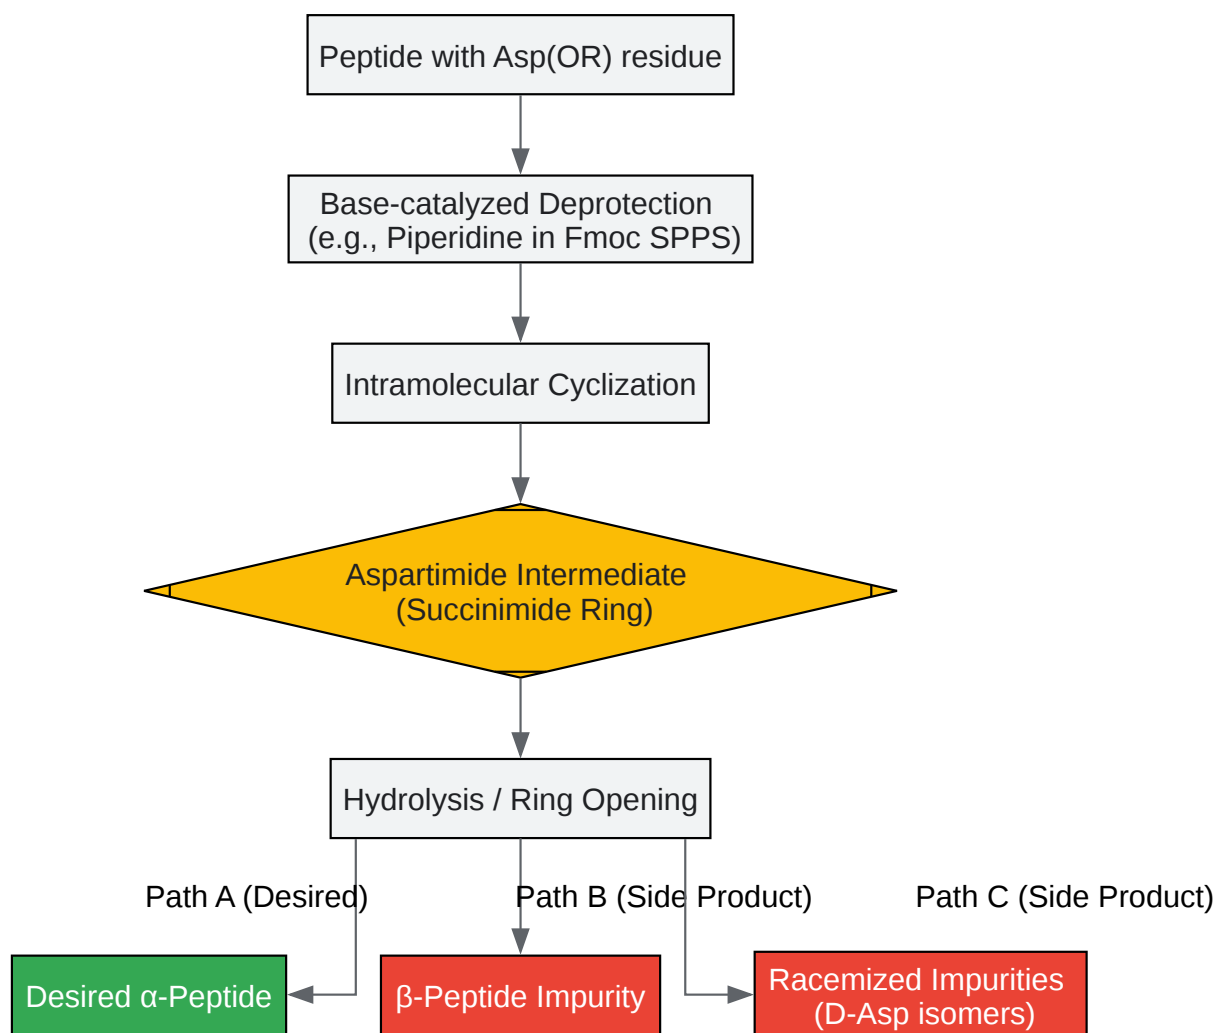 Peptide with Asp(OR) residue
Base-catalyzed Deprotection
(e.g., Piperidine in Fmoc SPPS)
Intramolecular Cyclization
Aspartimide Intermediate
(Succinimide Ring)
Hydrolysis / Ring Opening
Path A (Desired)
Path B (Side Product)
Path C (Side Product)
Desired α-Peptide
β-Peptide Impurity
Racemized Impurities
(D-Asp isomers)